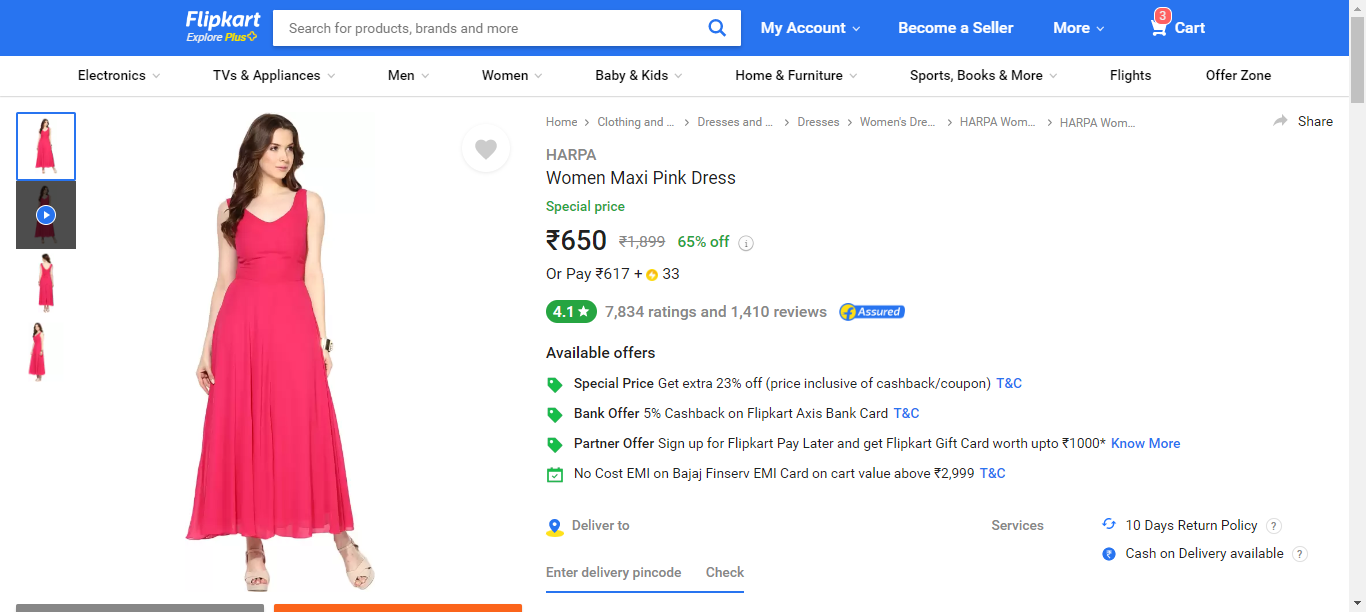 Flipkart
Explore Plus
Search for products, brands and more
My Account
Become a Seller
More
3
Cart
Electronics
TVs & Appliances
Men
Women
Baby & Kids
Home & Furniture
Sports, Books & More
Flights
Offer Zone
Home > Clothing and ... > Dresses and ... > Dresses > Women's Dre... > HARPA Wom... > HARPA Wom...
Share
HARPA
Women Maxi Pink Dress
Special price
₹650 ₹1,899 65% off i
Or Pay ₹617 + 33
4.1★ 7,834 ratings and 1,410 reviews f Assured
Available offers
Special Price Get extra 23% off (price inclusive of cashback/coupon) T&C
Bank Offer 5% Cashback on Flipkart Axis Bank Card T&C
Partner Offer Sign up for Flipkart Pay Later and get Flipkart Gift Card worth upto ₹1000* Know More
No Cost EMI on Bajaj Finserv EMI Card on cart value above ₹2,999 T&C
Deliver to
Enter delivery pincode Check
Services
10 Days Return Policy ?
₹ Cash on Delivery available ?